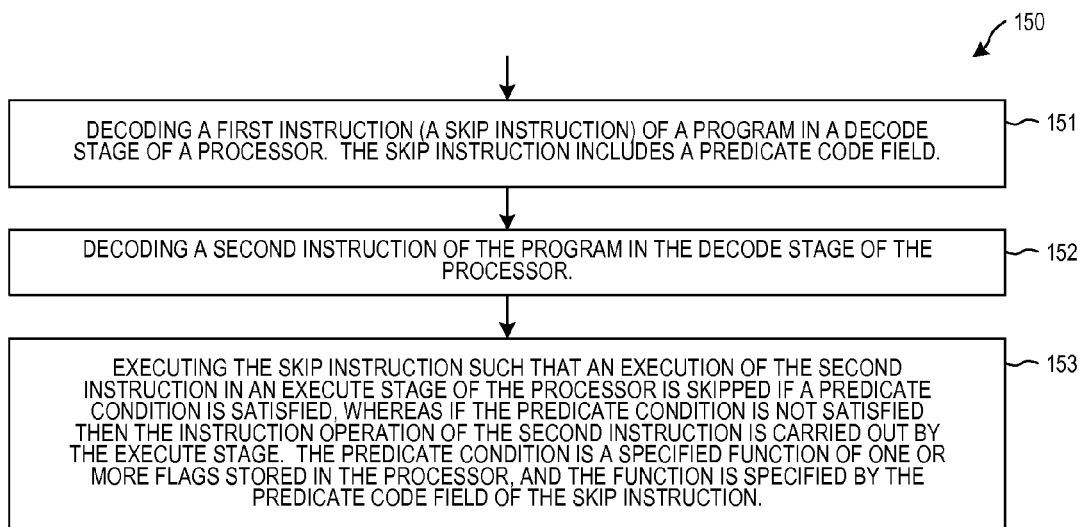 150
DECODING A FIRST INSTRUCTION (A SKIP INSTRUCTION) OF A PROGRAM IN A DECODE
STAGE OF A PROCESSOR. THE SKIP INSTRUCTION INCLUDES A PREDICATE CODE FIELD.
151
DECODING A SECOND INSTRUCTION OF THE PROGRAM IN THE DECODE STAGE OF THE
PROCESSOR.
152
EXECUTING THE SKIP INSTRUCTION SUCH THAT AN EXECUTION OF THE SECOND
INSTRUCTION IN AN EXECUTE STAGE OF THE PROCESSOR IS SKIPPED IF A PREDICATE
CONDITION IS SATISFIED, WHEREAS IF THE PREDICATE CONDITION IS NOT SATISFIED
THEN THE INSTRUCTION OPERATION OF THE SECOND INSTRUCTION IS CARRIED OUT BY
THE EXECUTE STAGE. THE PREDICATE CONDITION IS A SPECIFIED FUNCTION OF ONE OR
MORE FLAGS STORED IN THE PROCESSOR, AND THE FUNCTION IS SPECIFIED BY THE
PREDICATE CODE FIELD OF THE SKIP INSTRUCTION.
153